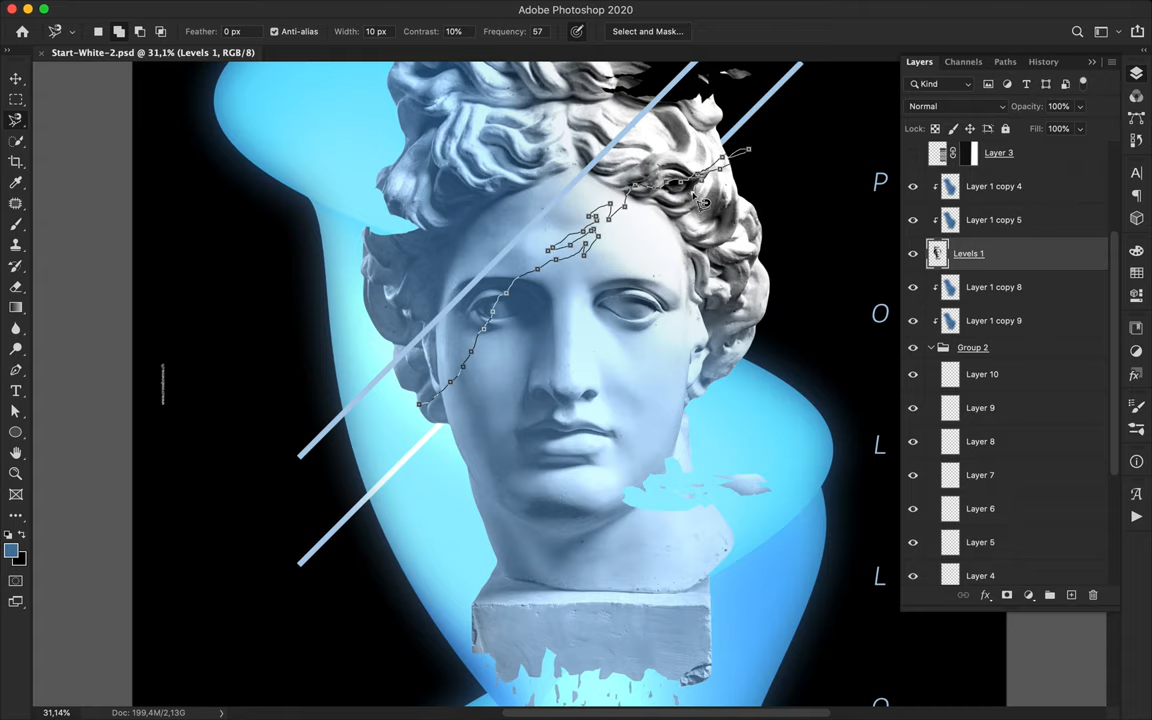 Adobe Photoshop 2020
Feather: 0 px
Anti-alias
Width: 10 px
Contrast: 10%
Frequency: 57
Select and Mask...
Start-White-2.psd @ 31,1% (Levels 1, RGB/8)
Layers
Channels
Paths
History
Kind
Normal
Opacity: 100%
Lock:
Fill: 100%
Layer 3
Layer 1 copy 4
Layer 1 copy 5
Levels 1
Layer 1 copy 8
Layer 1 copy 9
Group 2
Layer 10
Layer 9
Layer 8
Layer 7
Layer 6
Layer 5
Layer 4
P
O
L
L
O
31,14%
Doc: 199,4M/2,13G